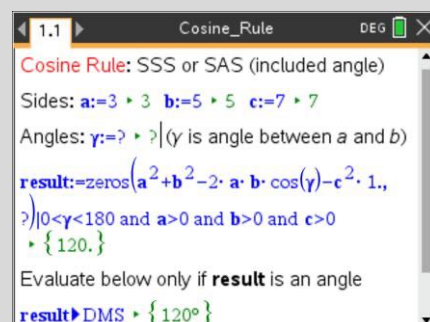 1.1 Cosine_Rule DEG
Cosine Rule: SSS or SAS (included angle)
Sides: a:=3 ▸ 3 b:=5 ▸ 5 c:=7 ▸ 7
Angles: γ:=? ▸ ?|(γ is angle between a and b)
result:=zeros(a²+b²−2· a· b· cos(γ)−c²· 1.,
?)|0<γ<180 and a>0 and b>0 and c>0
▸ {120.}
Evaluate below only if result is an angle
result▶DMS ▸ {120°}